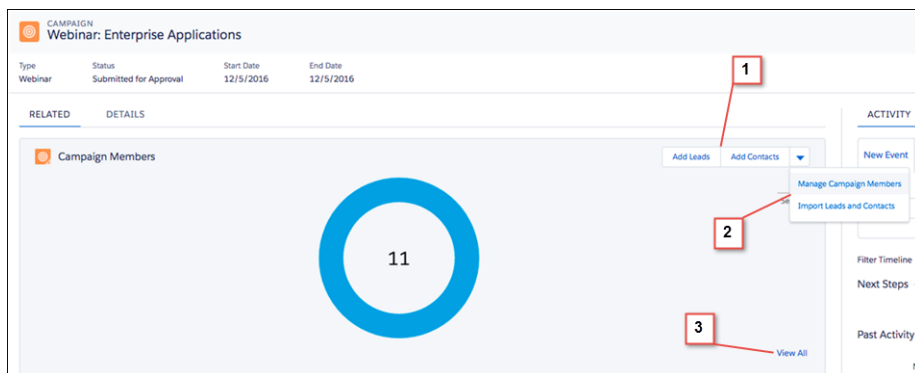 CAMPAIGN
Webinar: Enterprise Applications
Type Status Start Date End Date
Webinar Submitted for Approval 12/5/2016 12/5/2016
1
RELATED DETAILS ACTIVITY
Campaign Members Add Leads Add Contacts New Event
Manage Campaign Members
Import Leads and Contacts
2
11
Filter Timeline
Next Steps
3
Past Activity
View All